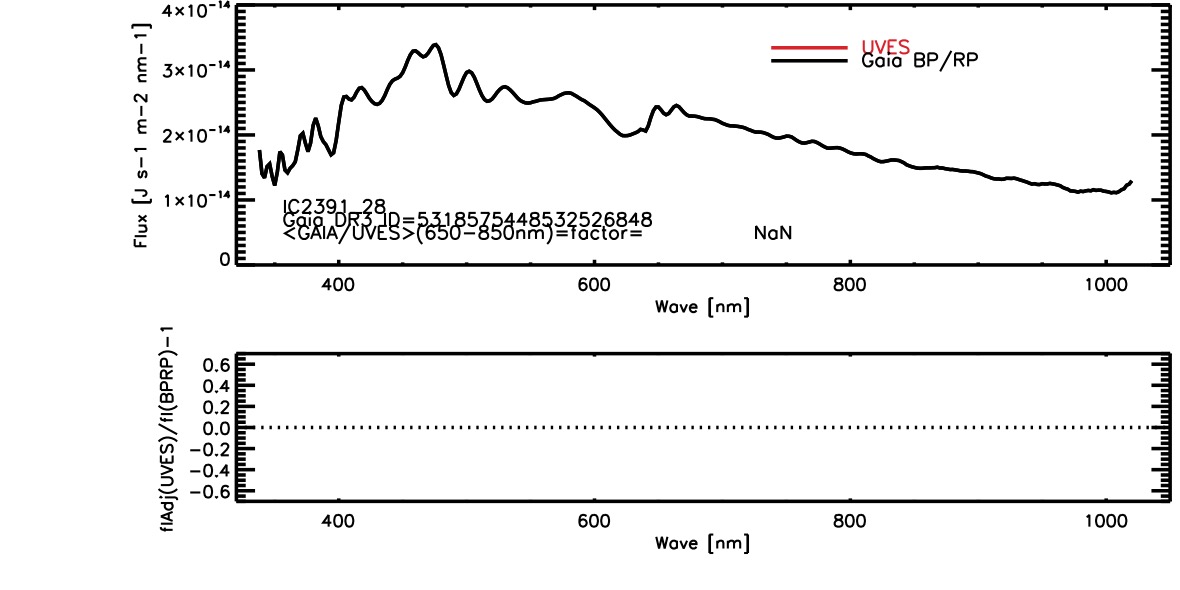 4×10−14
3×10−14
2×10−14
1×10−14
0
Flux [J s−1 m−2 nm−1]
UVES
Gaia BP/RP
IC2391_28
Gaia DR3 ID=5318575448532526848
<GAIA/UVES>(650−850nm)=factor= NaN
400 600 800 1000
Wave [nm]
flAdj(UVES)/fl(BPRP)−1
0.6
0.4
0.2
0.0
−0.2
−0.4
−0.6
400 600 800 1000
Wave [nm]